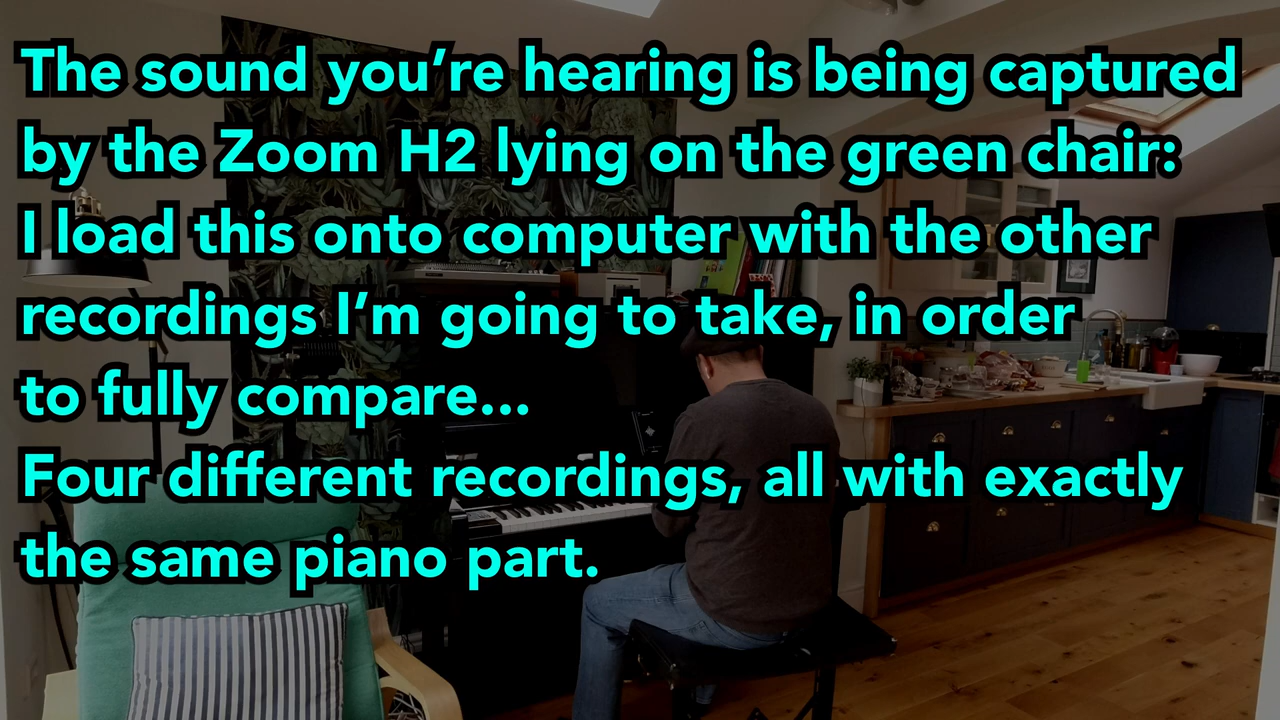 The sound you’re hearing is being captured
by the Zoom H2 lying on the green chair:
I load this onto computer with the other
recordings I’m going to take, in order
to fully compare...
Four different recordings, all with exactly
the same piano part.